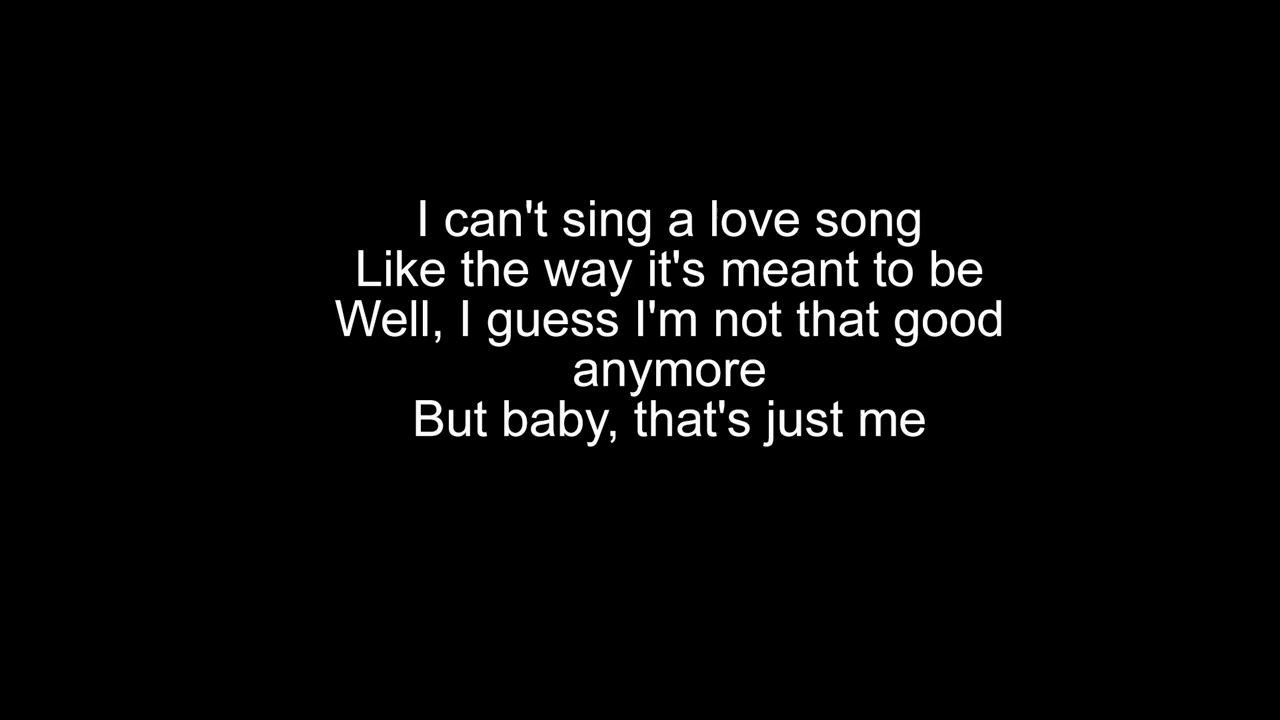 I can't sing a love song
Like the way it's meant to be
Well, I guess I'm not that good
anymore
But baby, that's just me